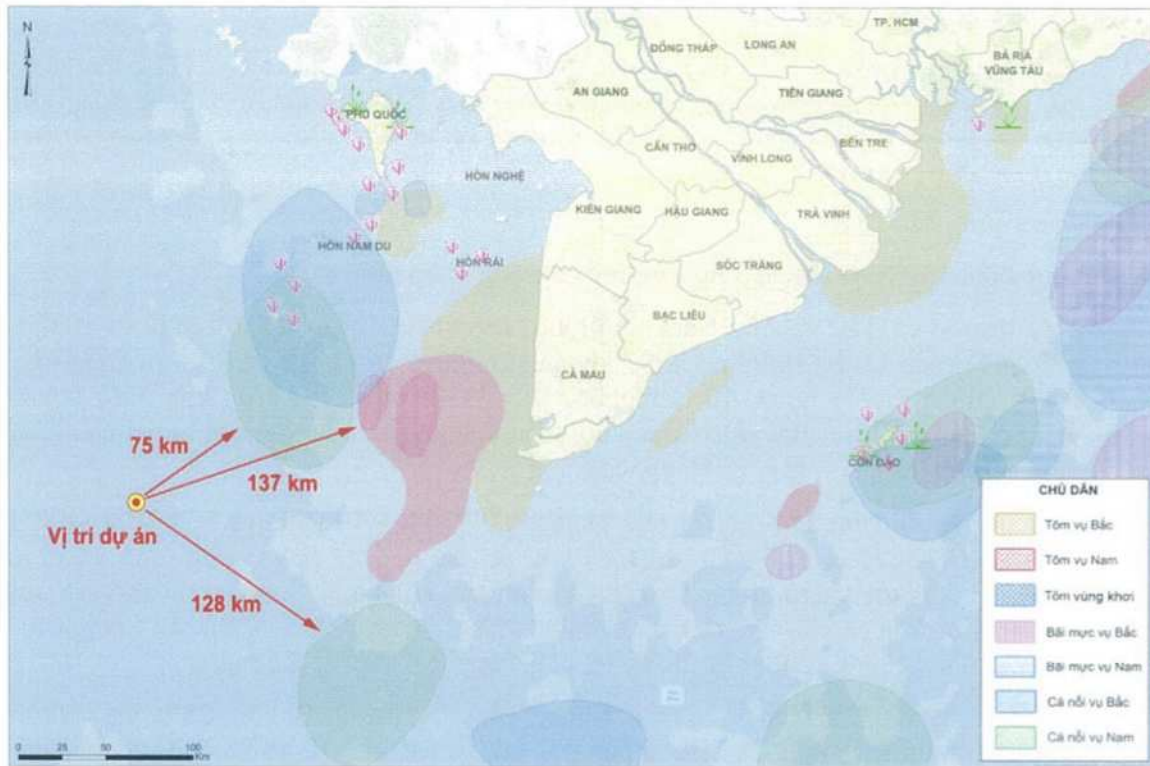 N
TP. HCM
ĐỒNG THÁP
LONG AN
BÀ RỊA
VŨNG TÀU
AN GIANG
TIỀN GIANG
PHÚ QUỐC
BẾN TRE
CẦN THƠ
VĨNH LONG
HÒN NGHỆ
KIÊN GIANG
HẬU GIANG
TRÀ VINH
HÒN NAM DU
HÒN RÁI
SÓC TRĂNG
BẠC LIÊU
CÀ MAU
75 km
137 km
CÔN ĐẢO
Vị trí dự án
128 km
CHÚ DẪN
Tôm vụ Bắc
Tôm vụ Nam
Tôm vùng khơi
Bãi mực vụ Bắc
Bãi mực vụ Nam
Cá nổi vụ Bắc
Cá nổi vụ Nam
0 25 50 100
Km